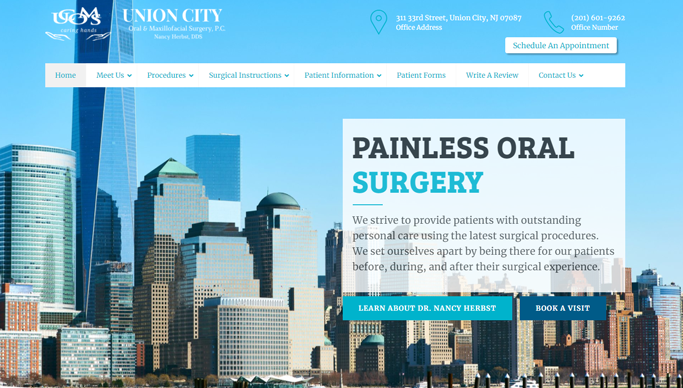 UCOMS
caring hands
UNION CITY
Oral & Maxillofacial Surgery, P.C.
Nancy Herbst, DDS
311 33rd Street, Union City, NJ 07087
Office Address
(201) 601-9262
Office Number
Schedule An Appointment
Home Meet Us Procedures Surgical Instructions Patient Information Patient Forms Write A Review Contact Us
PAINLESS ORAL
SURGERY
We strive to provide patients with outstanding
personal care using the latest surgical procedures.
We set ourselves apart by being there for our patients
before, during, and after their surgical experience.
LEARN ABOUT DR. NANCY HERBST
BOOK A VISIT